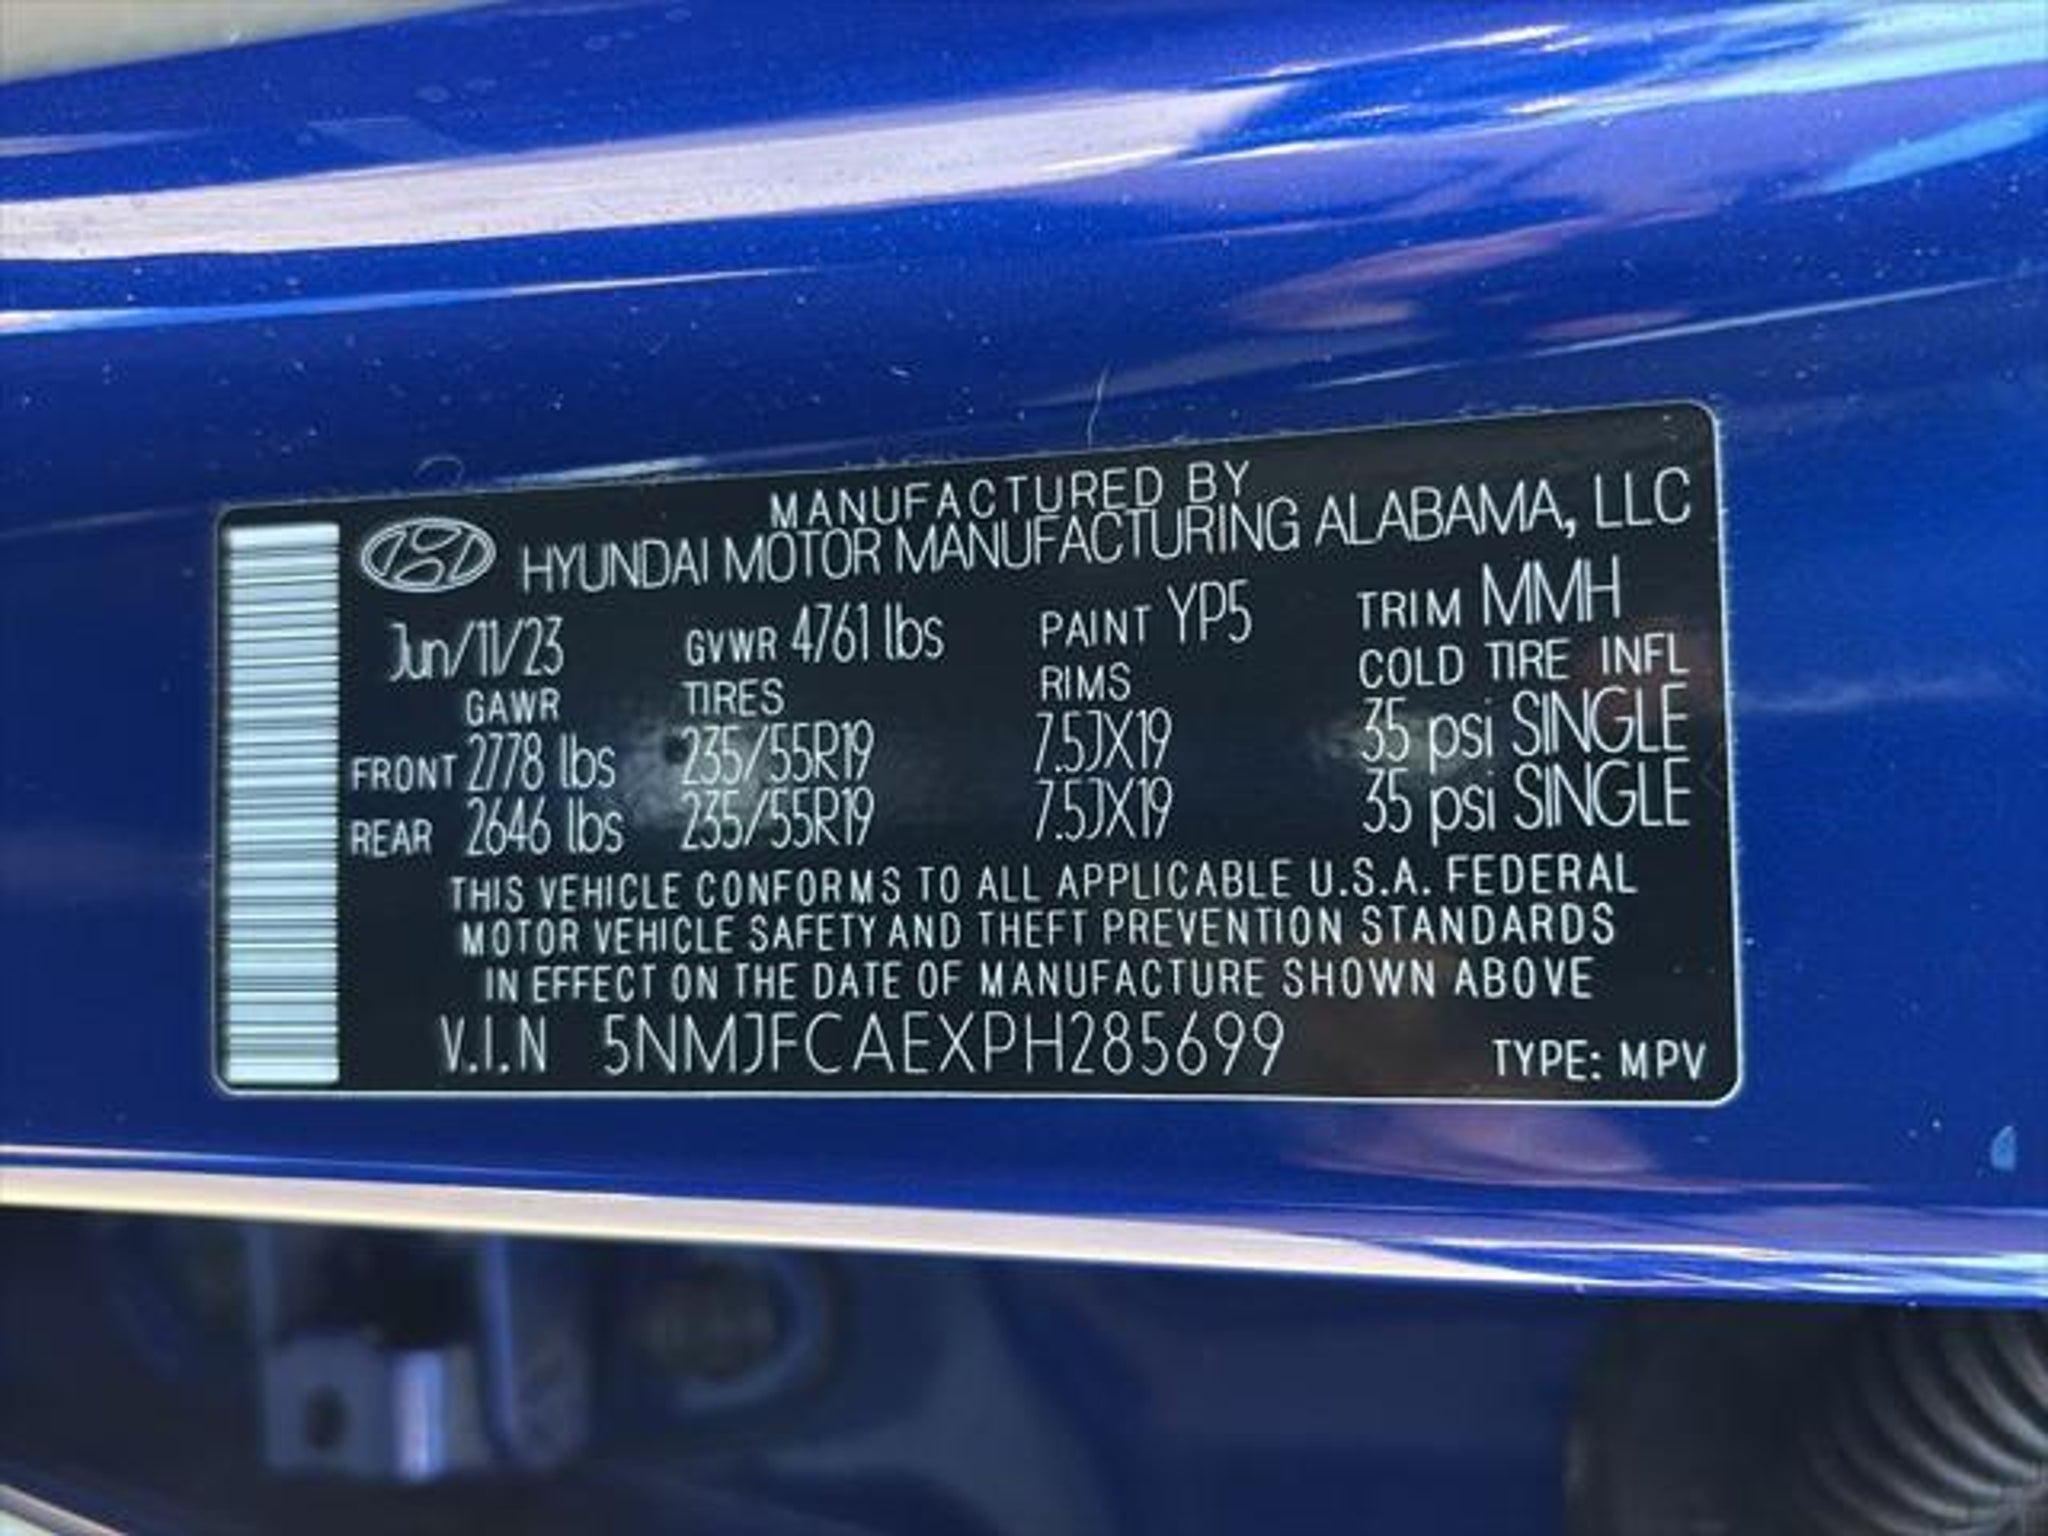 MANUFACTURED BY
HYUNDAI MOTOR MANUFACTURING ALABAMA, LLC
Jun/11/23 GVWR 4761 lbs PAINT YP5 TRIM MMH
GAWR TIRES RIMS COLD TIRE INFL
FRONT 2778 lbs 235/55R19 7.5JX19 35 psi SINGLE
REAR 2646 lbs 235/55R19 7.5JX19 35 psi SINGLE
THIS VEHICLE CONFORMS TO ALL APPLICABLE U.S.A. FEDERAL
MOTOR VEHICLE SAFETY AND THEFT PREVENTION STANDARDS
IN EFFECT ON THE DATE OF MANUFACTURE SHOWN ABOVE
V.I.N 5NMJFCAEXPH285699 TYPE: MPV